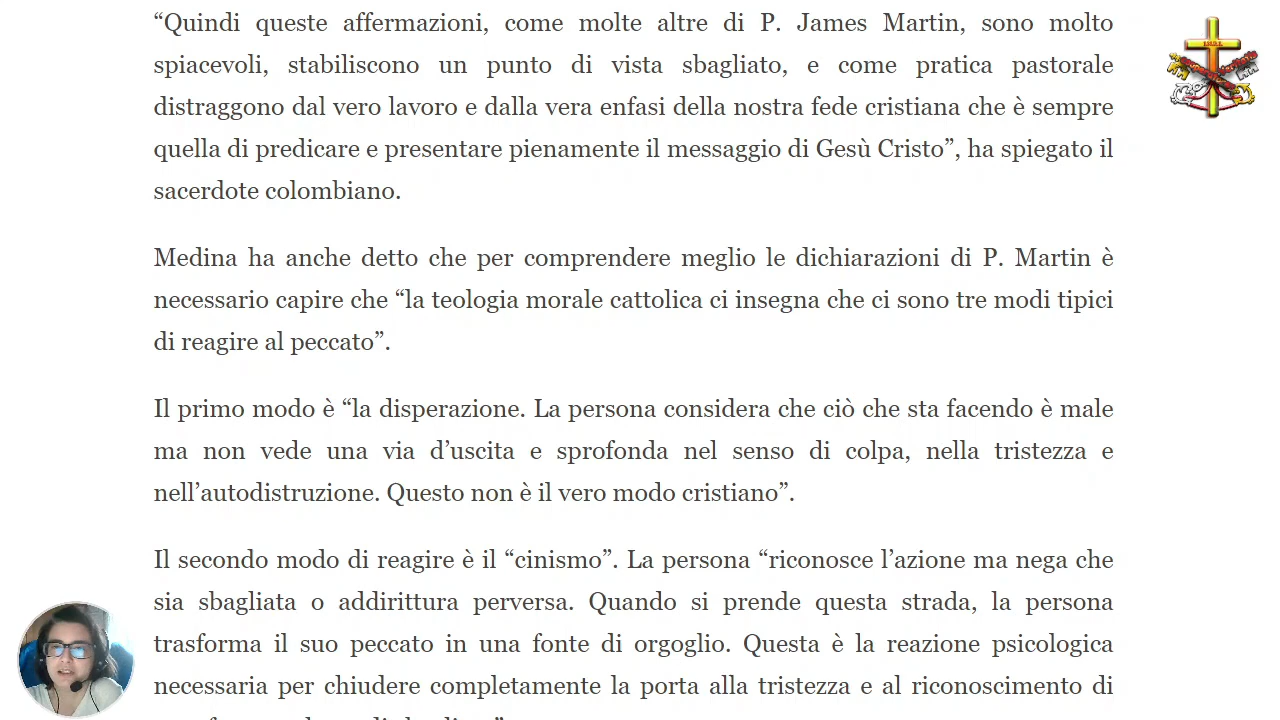 “Quindi queste affermazioni, come molte altre di P. James Martin, sono molto
spiacevoli, stabiliscono un punto di vista sbagliato, e come pratica pastorale
distraggono dal vero lavoro e dalla vera enfasi della nostra fede cristiana che è sempre
quella di predicare e presentare pienamente il messaggio di Gesù Cristo”, ha spiegato il
sacerdote colombiano.
Medina ha anche detto che per comprendere meglio le dichiarazioni di P. Martin è
necessario capire che “la teologia morale cattolica ci insegna che ci sono tre modi tipici
di reagire al peccato”.
Il primo modo è “la disperazione. La persona considera che ciò che sta facendo è male
ma non vede una via d’uscita e sprofonda nel senso di colpa, nella tristezza e
nell’autodistruzione. Questo non è il vero modo cristiano”.
Il secondo modo di reagire è il “cinismo”. La persona “riconosce l’azione ma nega che
sia sbagliata o addirittura perversa. Quando si prende questa strada, la persona
trasforma il suo peccato in una fonte di orgoglio. Questa è la reazione psicologica
necessaria per chiudere completamente la porta alla tristezza e al riconoscimento di